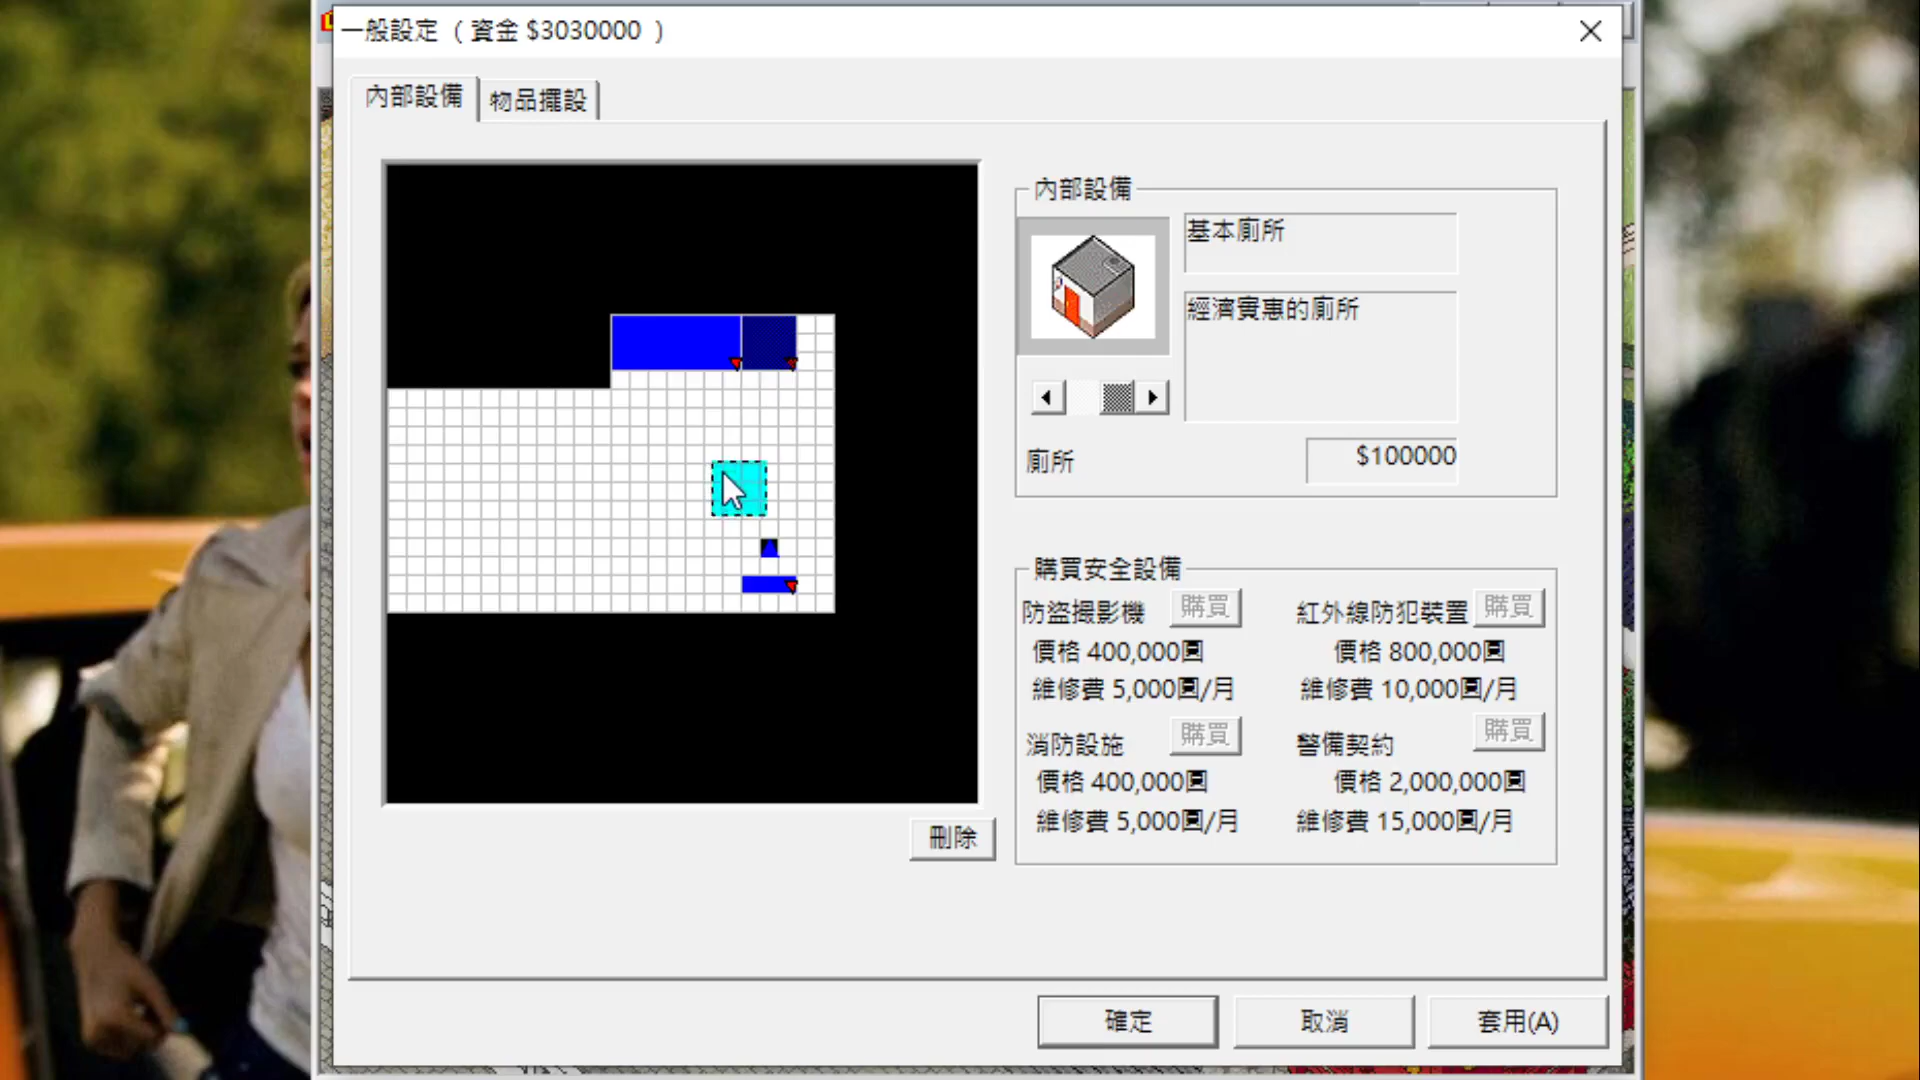 一般設定 （ 資金 $3030000 ）
內部設備
物品擺設
內部設備
基本廁所
經濟實惠的廁所
廁所
$100000
購買安全設備
防盜撮影機 購買
價格 400,000圓
維修費 5,000圓/月
紅外線防犯裝置 購買
價格 800,000圓
維修費 10,000圓/月
消防設施 購買
價格 400,000圓
維修費 5,000圓/月
警備契約 購買
價格 2,000,000圓
維修費 15,000圓/月
刪除
確定
取消
套用(A)